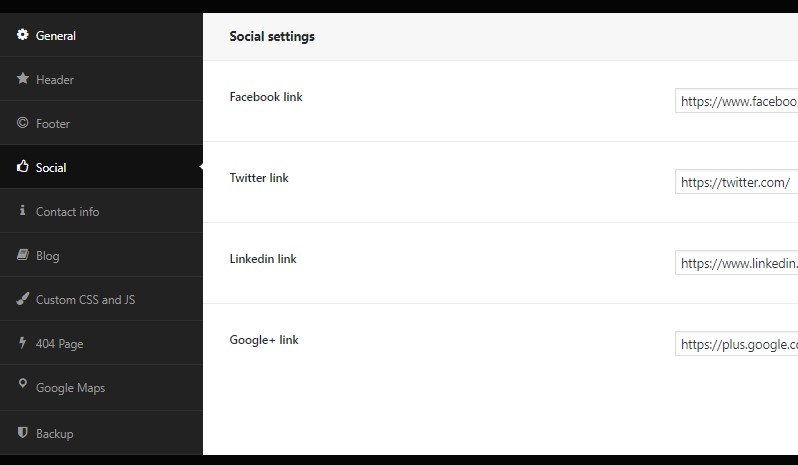 General
Header
Footer
Social
Contact info
Blog
Custom CSS and JS
404 Page
Google Maps
Backup
Social settings
Facebook link
https://www.faceboo
Twitter link
https://twitter.com/
Linkedin link
https://www.linkedin.
Google+ link
https://plus.google.co